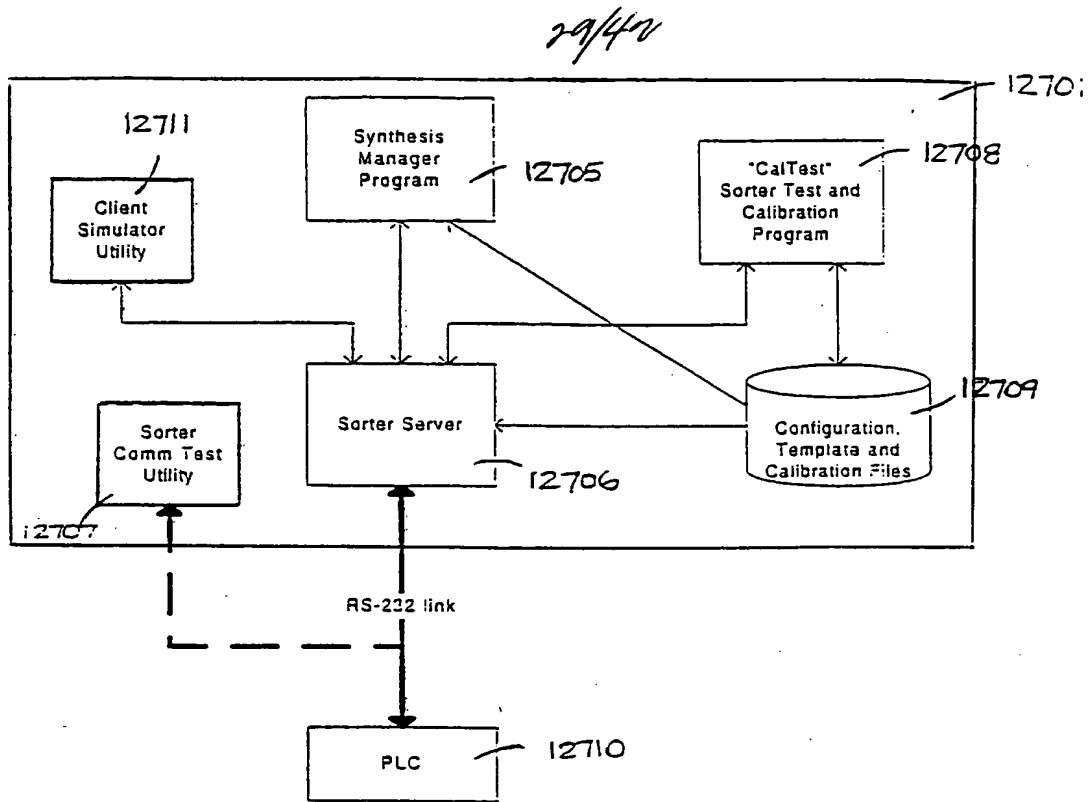 29/42
12711
Client
Simulator
Utility
Synthesis
Manager
Program
12705
"CalTest"
Sorter Test and
Calibration
Program
12708
Sorter
Comm Test
Utility
12707
Sorter Server
12706
Configuration,
Template and
Calibration Files
12709
RS-232 link
PLC
12710